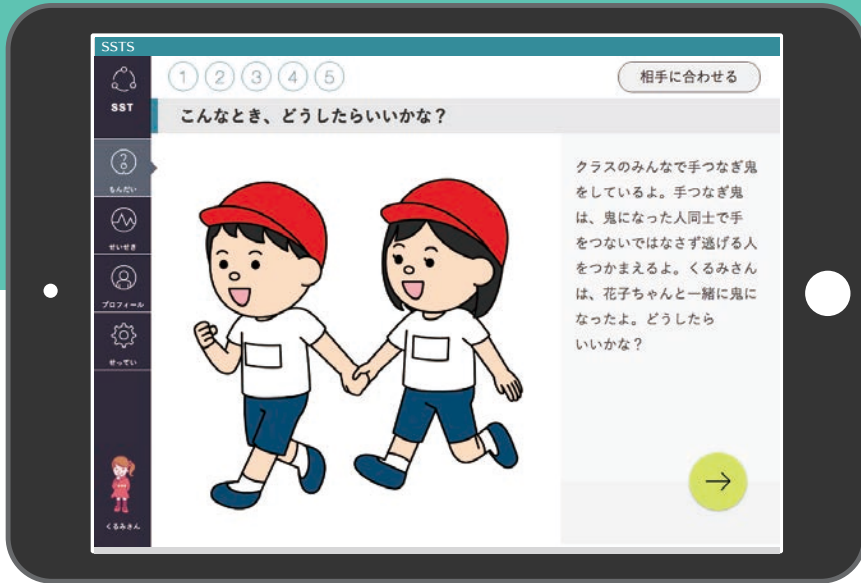 SSTS
SST
1 2 3 4 5
相手に合わせる
こんなとき、どうしたらいいかな？
もんだい
せいせき
プロフィール
せってい
くるみさん
クラスのみんなで手つなぎ鬼
をしているよ。手つなぎ鬼
は、鬼になった人同士で手
をつないではなさず逃げる人
をつかまえるよ。くるみさん
は、花子ちゃんと一緒に鬼に
なったよ。どうしたら
いいかな？